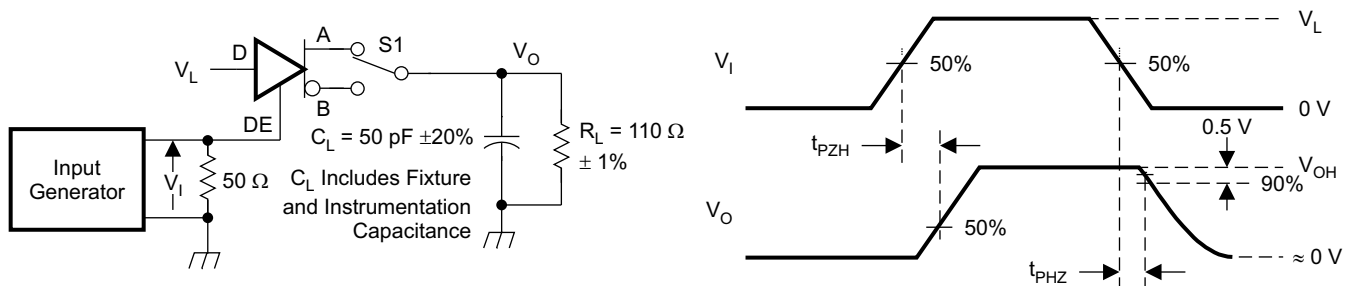 D
V_L
A
S1
B
DE
V_O
Input
Generator
V_I
50 Ω
C_L = 50 pF ±20%
C_L Includes Fixture
and Instrumentation
Capacitance
R_L = 110 Ω
± 1%
V_L
V_I
50%
50%
0 V
0.5 V
t_PZH
V_OH
90%
V_O
50%
≈ 0 V
t_PHZ